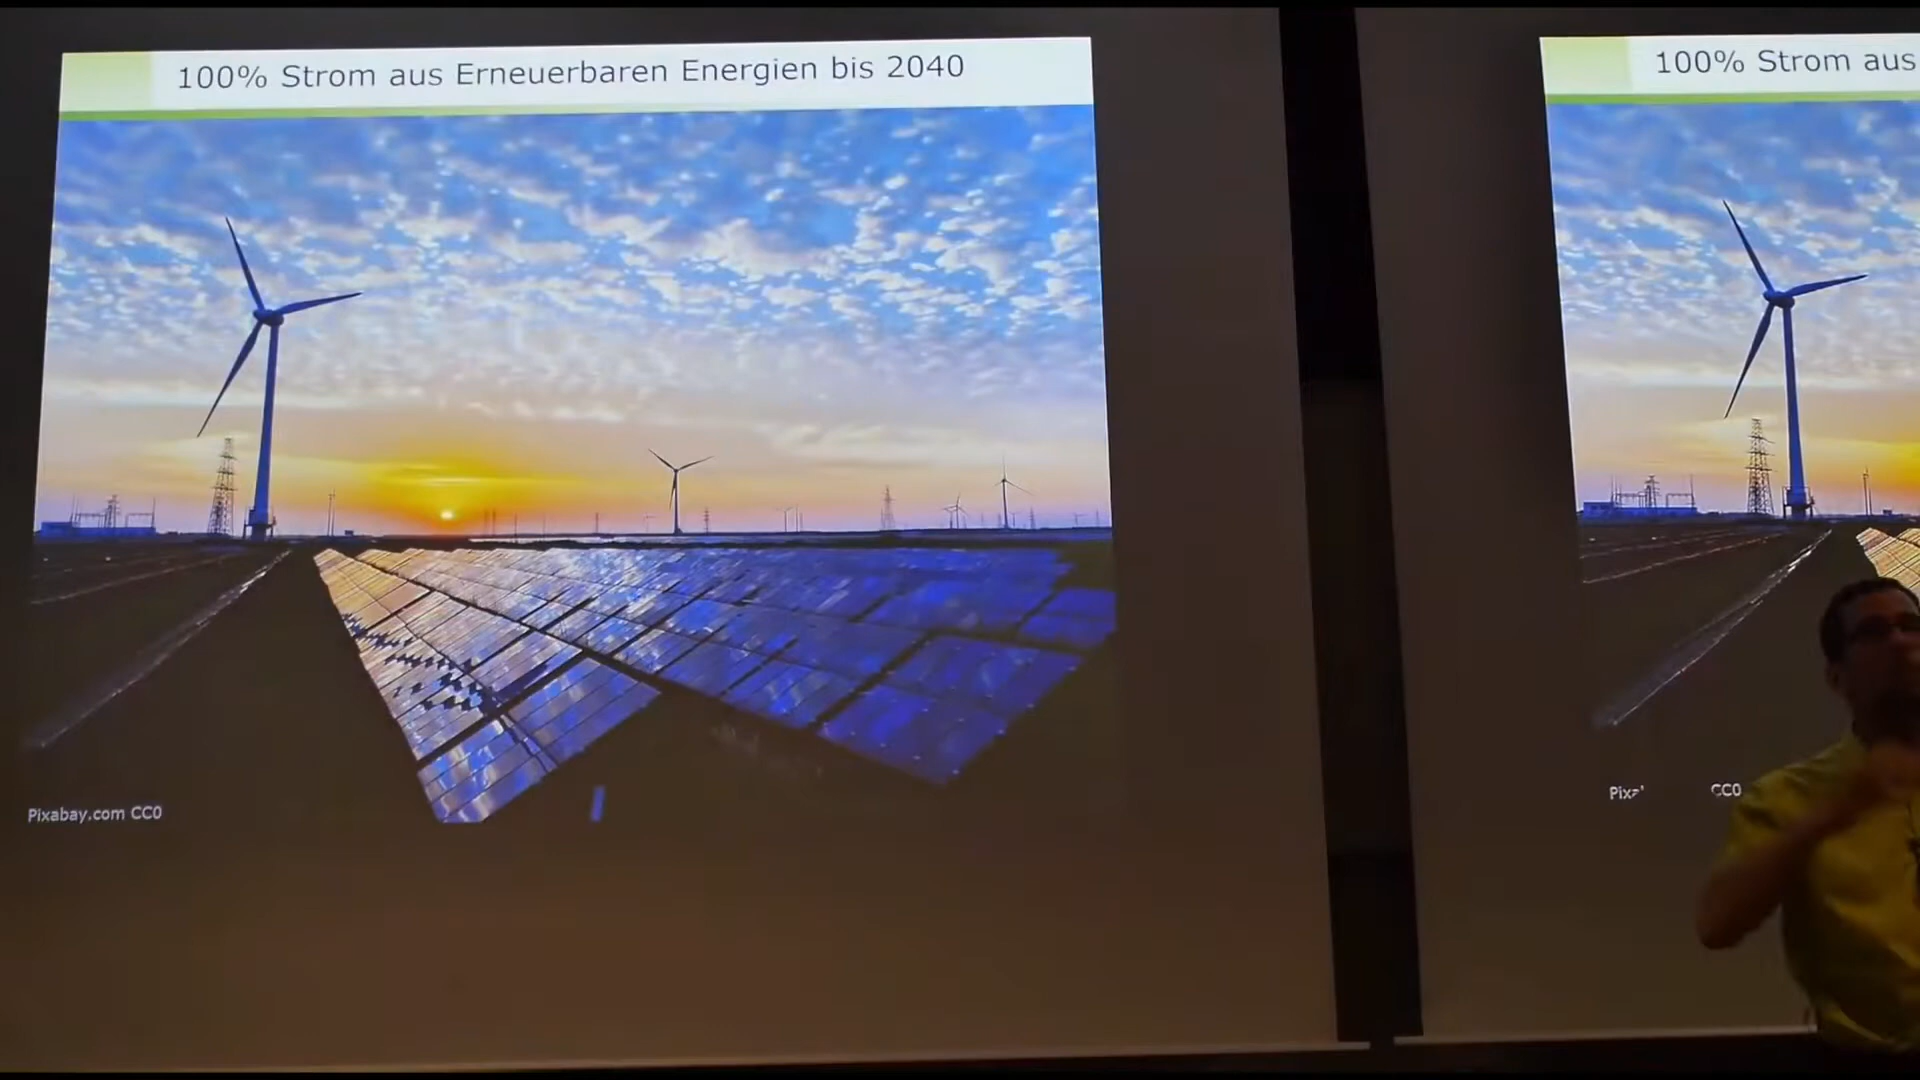 100% Strom aus Erneuerbaren Energien bis 2040
Pixabay.com CC0
100% Strom aus
CC0